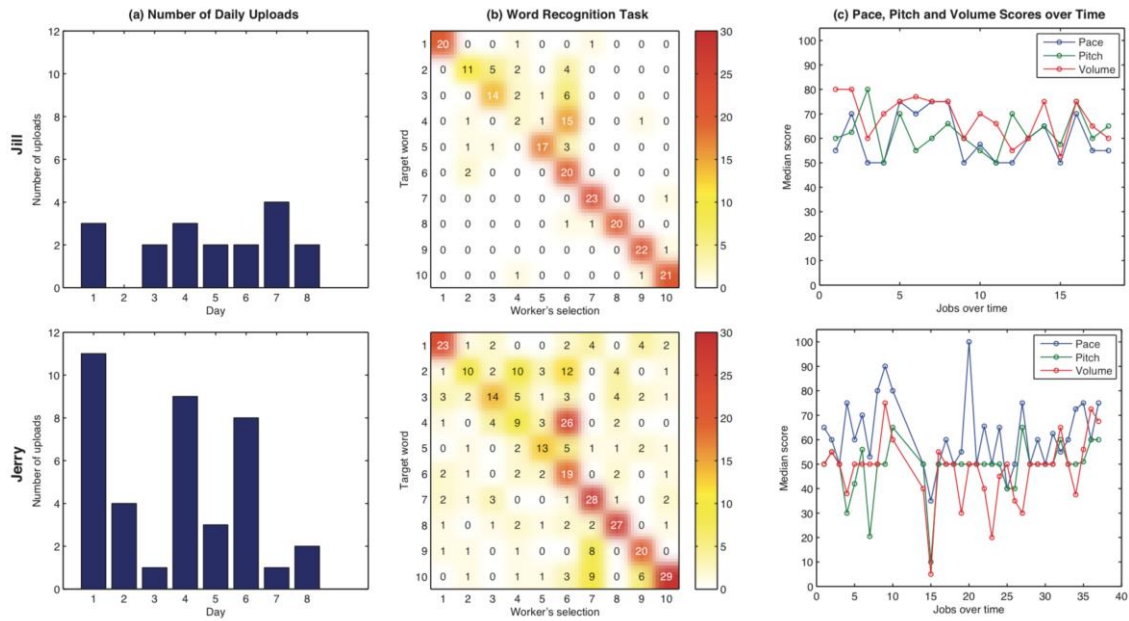 (a) Number of Daily Uploads
(b) Word Recognition Task
(c) Pace, Pitch and Volume Scores over Time
Jill
Number of uploads
12
10
8
6
4
2
0
1 2 3 4 5 6 7 8
Day
Target word
1 20 0 0 1 0 0 1 0 0 0
2 0 11 5 2 0 4 0 0 0 0
3 0 0 14 2 1 6 0 0 0 0
4 0 1 0 2 1 15 0 0 1 0
5 0 1 1 0 17 3 0 0 0 0
6 0 2 0 0 0 20 0 0 0 0
7 0 0 0 0 0 0 23 0 0 1
8 0 0 0 0 0 1 1 20 0 0
9 0 0 0 0 0 0 0 0 22 1
10 0 0 0 1 0 0 0 0 1 21
1 2 3 4 5 6 7 8 9 10
Worker's selection
30
25
20
15
10
5
0
Median score
100
90
80
70
60
50
40
30
20
10
0
Pace
Pitch
Volume
0 5 10 15
Jobs over time
Jerry
Number of uploads
12
10
8
6
4
2
0
1 2 3 4 5 6 7 8
Day
Target word
1 23 1 2 0 0 2 4 0 4 2
2 1 10 2 10 3 12 0 4 0 1
3 3 2 14 5 1 3 0 4 2 1
4 1 0 4 9 3 26 0 0 0 0
5 0 1 0 2 13 5 1 1 2 1
6 2 1 0 2 2 19 0 2 0 1
7 2 1 3 0 0 1 28 1 0 2
8 1 0 1 2 1 2 2 27 0 0
9 1 1 1 0 1 0 8 0 20 0
10 0 1 0 1 1 3 9 0 6 29
1 2 3 4 5 6 7 8 9 10
Worker's selection
30
25
20
15
10
5
0
Median score
100
90
80
70
60
50
40
30
20
10
0
Pace
Pitch
Volume
0 5 10 15 20 25 30 35 40
Jobs over time